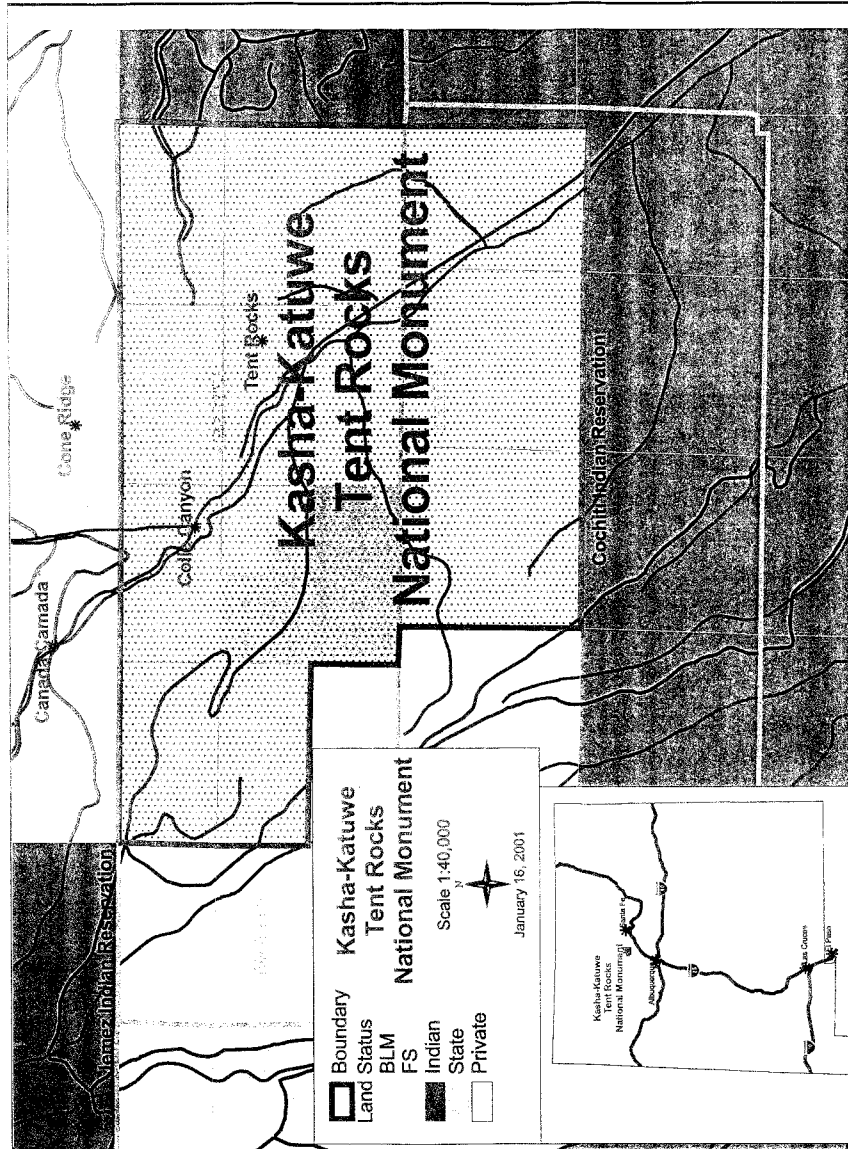 Cone Ridge
Canada Camada
Jemez Indian Reservation
Tent Rocks
Kasha-Katuwe
Tent Rocks
National Monument
Cochiti Indian Reservation
Boundary
Land Status
BLM
FS
Indian
State
Private
Kasha-Katuwe
Tent Rocks
National Monument
Scale 1:40,000
N
January 16, 2001
Kasha-Katuwe
Tent Rocks
National Monument
Santa Fe
Albuquerque
Las Cruces
El Paso